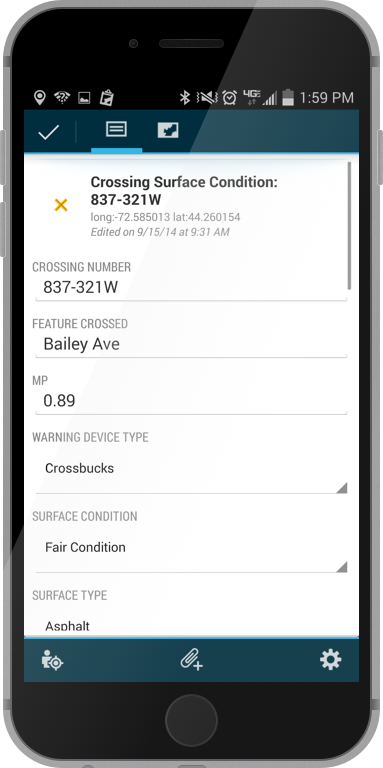 4G 1:59 PM
Crossing Surface Condition:
837-321W
long:-72.585013 lat:44.260154
Edited on 9/15/14 at 9:31 AM
CROSSING NUMBER
837-321W
FEATURE CROSSED
Bailey Ave
MP
0.89
WARNING DEVICE TYPE
Crossbucks
SURFACE CONDITION
Fair Condition
SURFACE TYPE
Asphalt